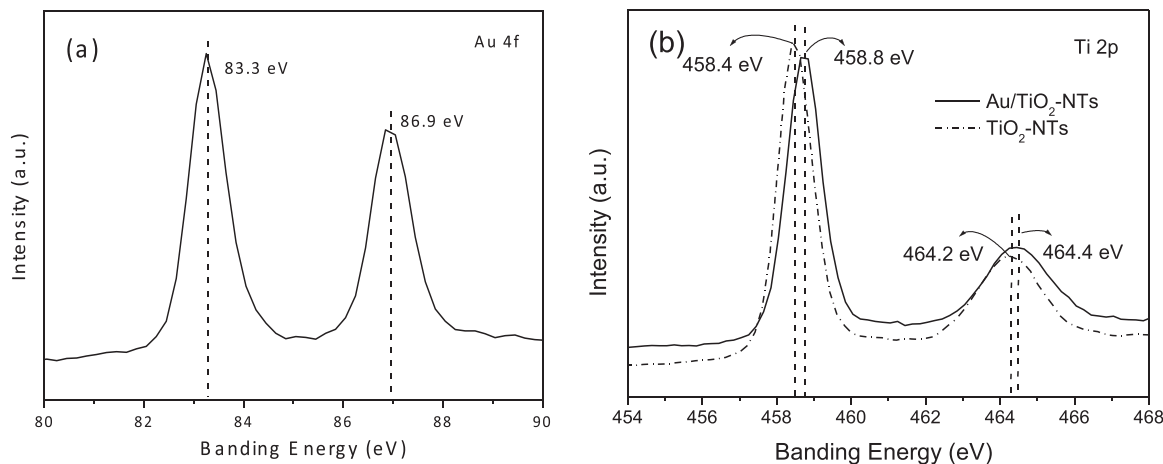 (a)
Au 4f
83.3 eV
86.9 eV
Intensity (a.u.)
80 82 84 86 88 90
Banding Energy (eV)
(b)
Ti 2p
458.4 eV
458.8 eV
Au/TiO2-NTs
TiO2-NTs
464.2 eV
464.4 eV
Intensity (a.u.)
454 456 458 460 462 464 466 468
Banding Energy (eV)